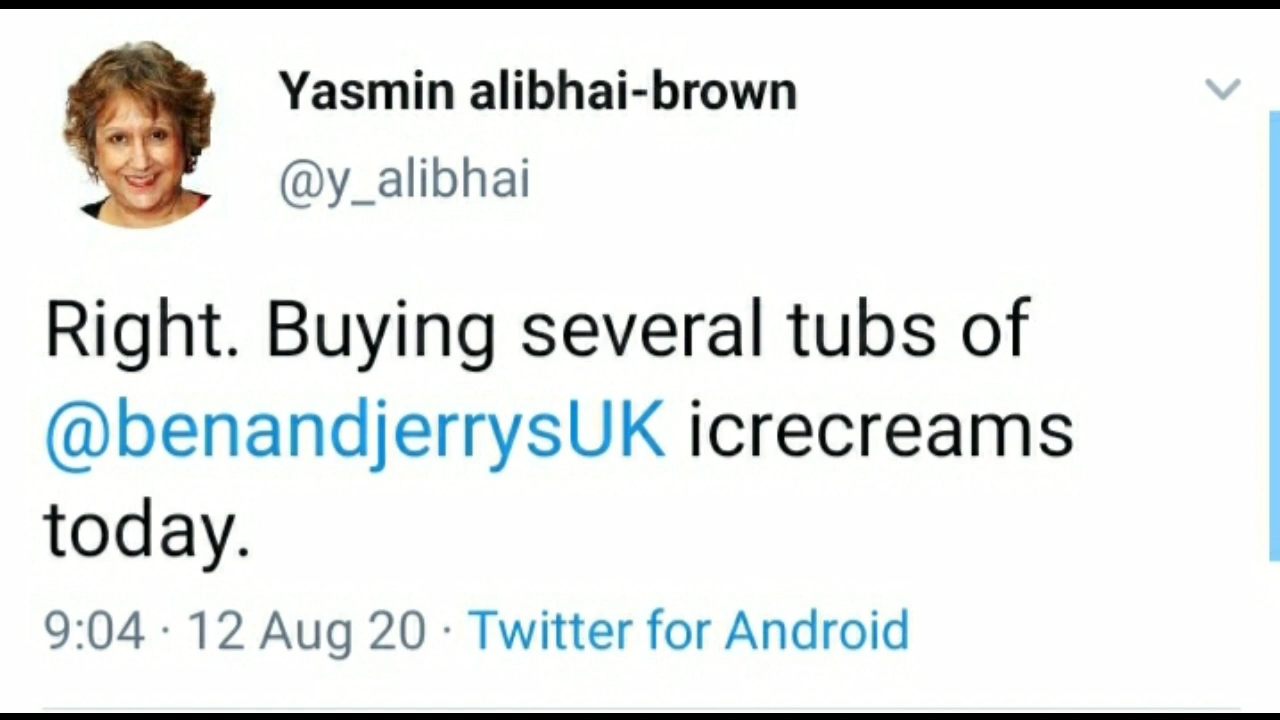 Yasmin alibhai-brown
@y_alibhai
Right. Buying several tubs of
@benandjerrysUK icrecreams
today.
9:04 · 12 Aug 20 · Twitter for Android